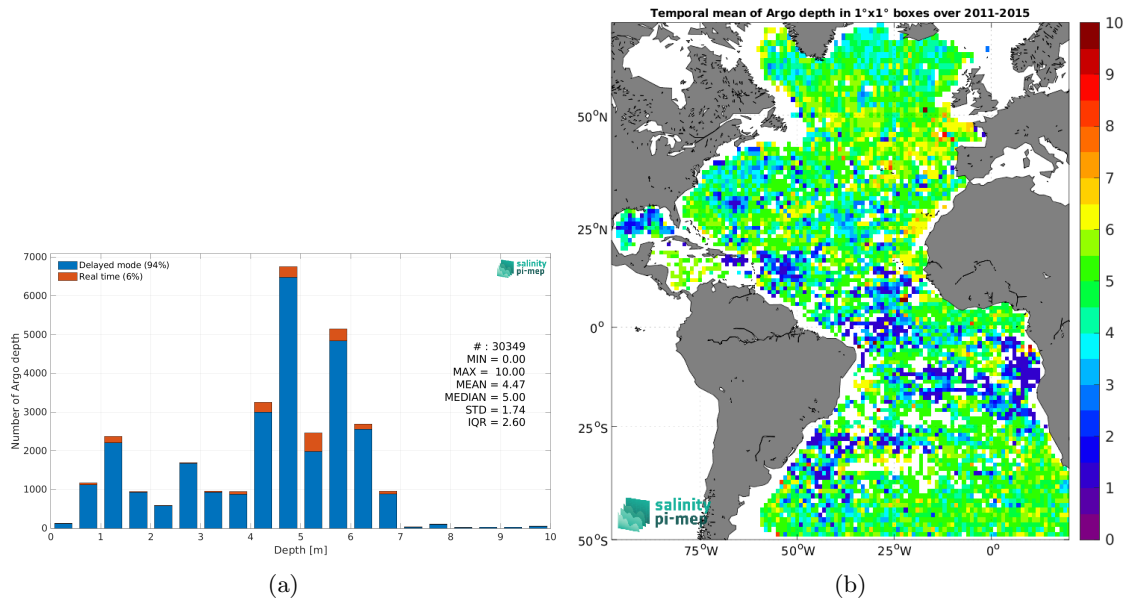 Temporal mean of Argo depth in 1°x1° boxes over 2011-2015
Delayed mode (94%)
Real time (6%)
salinity
pi-mep
# : 30349
MIN = 0.00
MAX = 10.00
MEAN = 4.47
MEDIAN = 5.00
STD = 1.74
IQR = 2.60
Number of Argo depth
7000
6000
5000
4000
3000
2000
1000
0
0 1 2 3 4 5 6 7 8 9 10
Depth [m]
(a)
50°N
25°N
0°
25°S
50°S
75°W 50°W 25°W 0°
salinity
pi-mep
10
9
8
7
6
5
4
3
2
1
0
(b)